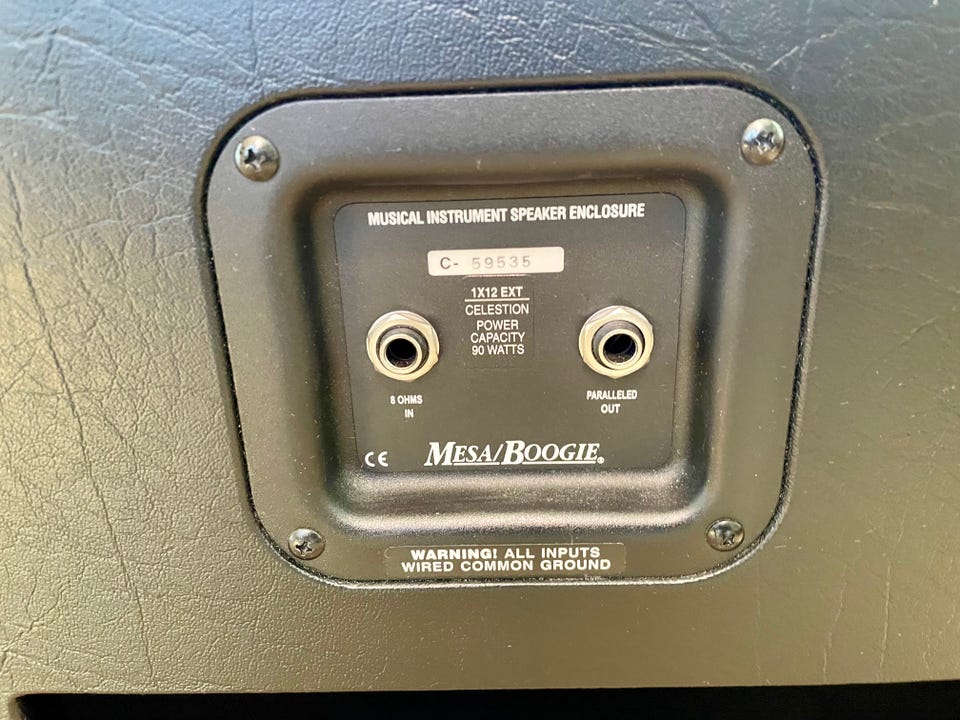 MUSICAL INSTRUMENT SPEAKER ENCLOSURE
C- 59535
1X12 EXT
CELESTION
POWER
CAPACITY
90 WATTS
8 OHMS
IN
PARALLELED
OUT
CE
MESA/BOOGIE®
WARNING! ALL INPUTS
WIRED COMMON GROUND